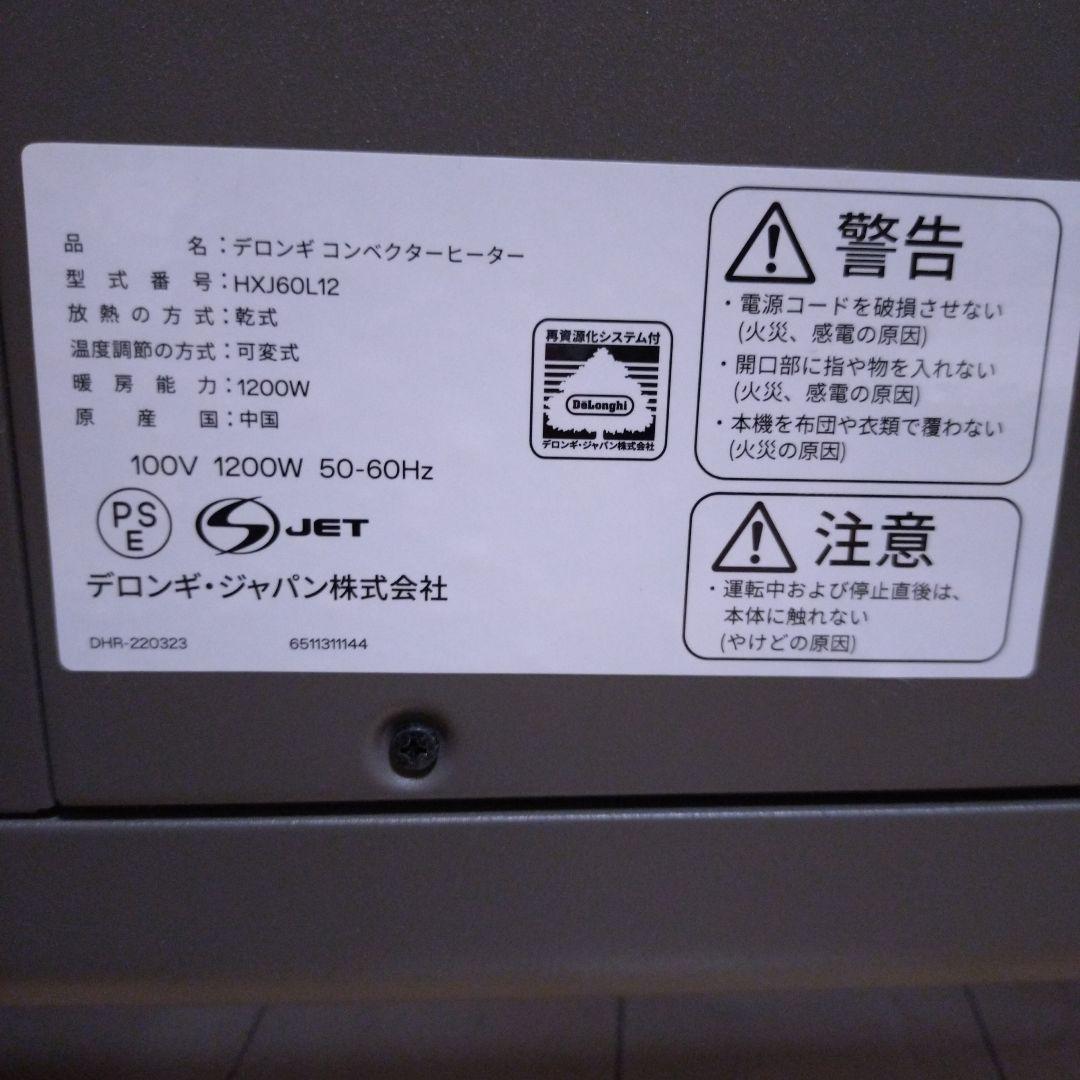 品名：デロンギ コンベクターヒーター
型式番号：HXJ60L12
放熱の方式：乾式
温度調節の方式：可変式
暖房能力：1200W
原産国：中国
100V 1200W 50-60Hz
PS
E
JET
デロンギ・ジャパン株式会社
DHR-220323 6511311144
再資源化システム付
DeLonghi
デロンギ・ジャパン株式会社
警告
・電源コードを破損させない
(火災、感電の原因)
・開口部に指や物を入れない
(火災、感電の原因)
・本機を布団や衣類で覆わない
(火災の原因)
注意
・運転中および停止直後は、
本体に触れない
(やけどの原因)